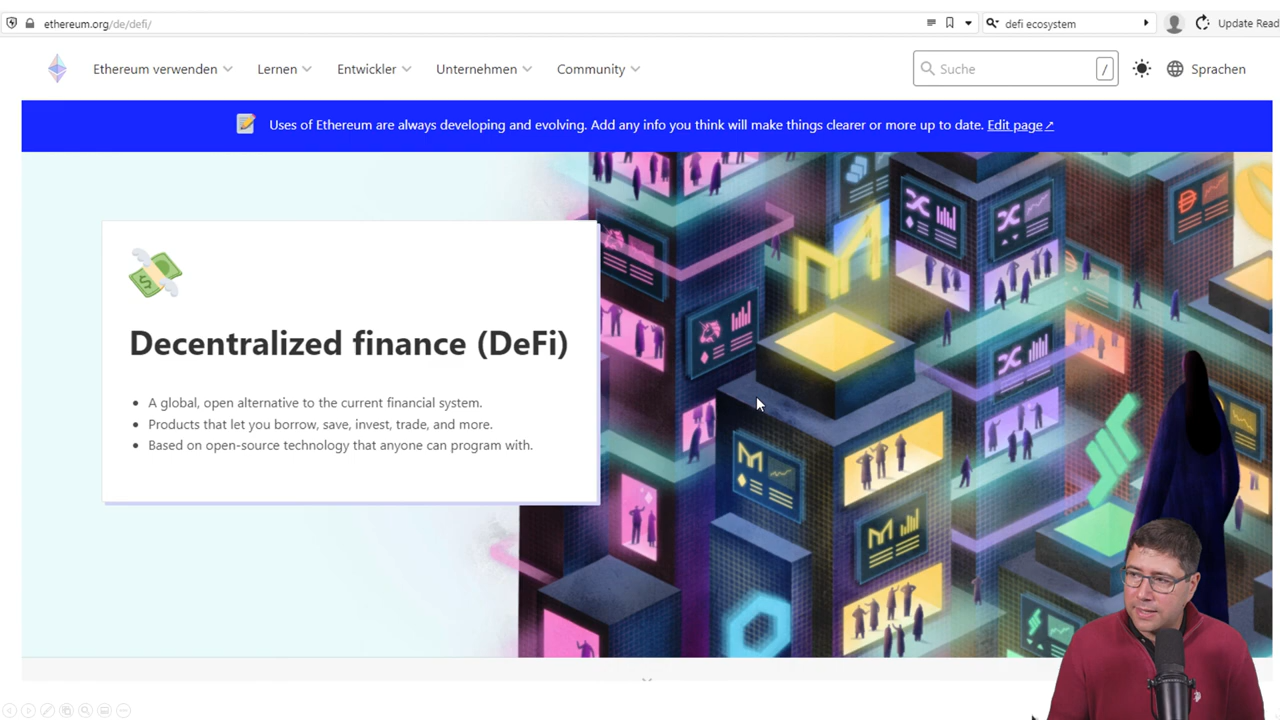 ethereum.org/de/defi/
defi ecosystem
Update Read
Ethereum verwenden
Lernen
Entwickler
Unternehmen
Community
Suche
/
Sprachen
Uses of Ethereum are always developing and evolving. Add any info you think will make things clearer or more up to date. Edit page↗
Decentralized finance (DeFi)
• A global, open alternative to the current financial system.
• Products that let you borrow, save, invest, trade, and more.
• Based on open-source technology that anyone can program with.